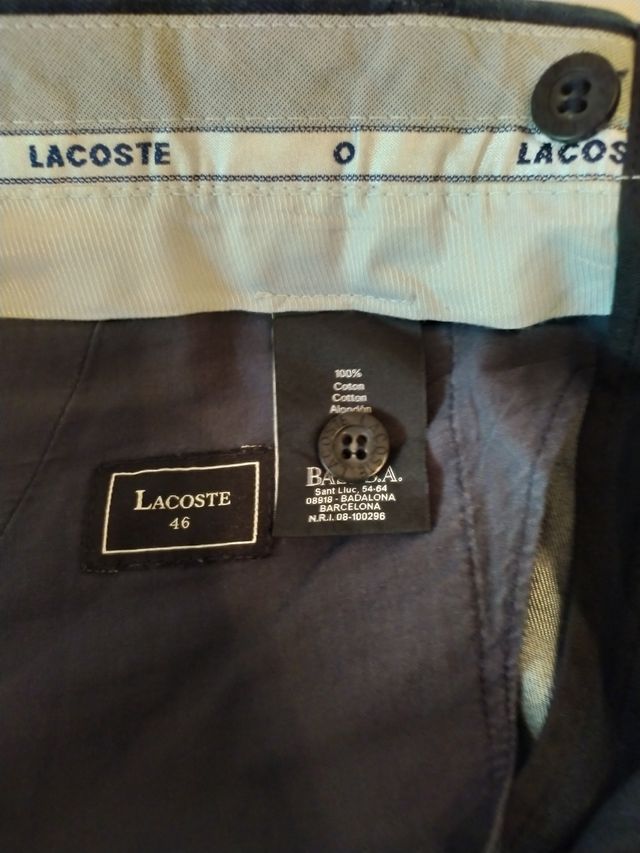 LACOSTE O LACOS
100%
Coton
Cotton
Algodón
S.A.
Sant Lluc, 54-64
08918 - BADALONA
BARCELONA
N.R.I. 08-100296
LACOSTE
46